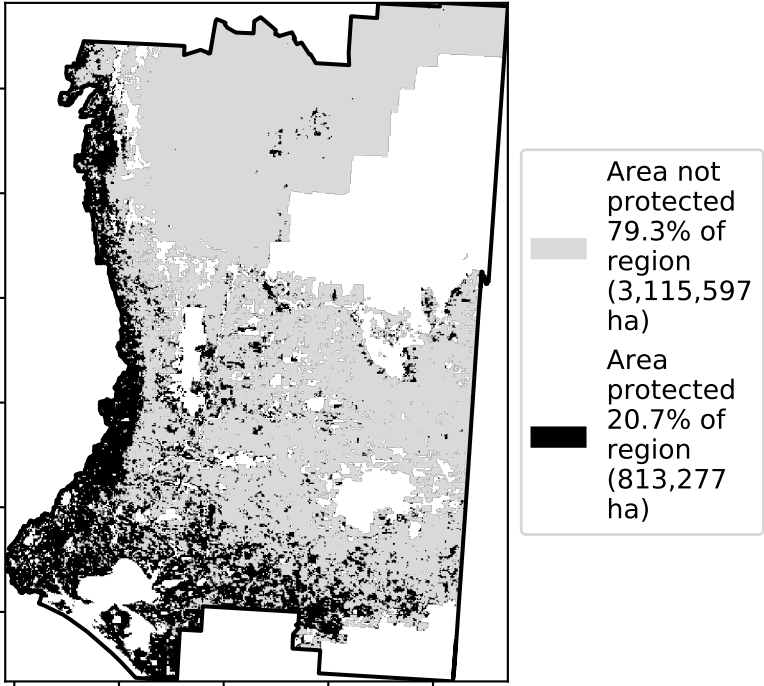 Area not
protected
79.3% of
region
(3,115,597
ha)
Area
protected
20.7% of
region
(813,277
ha)